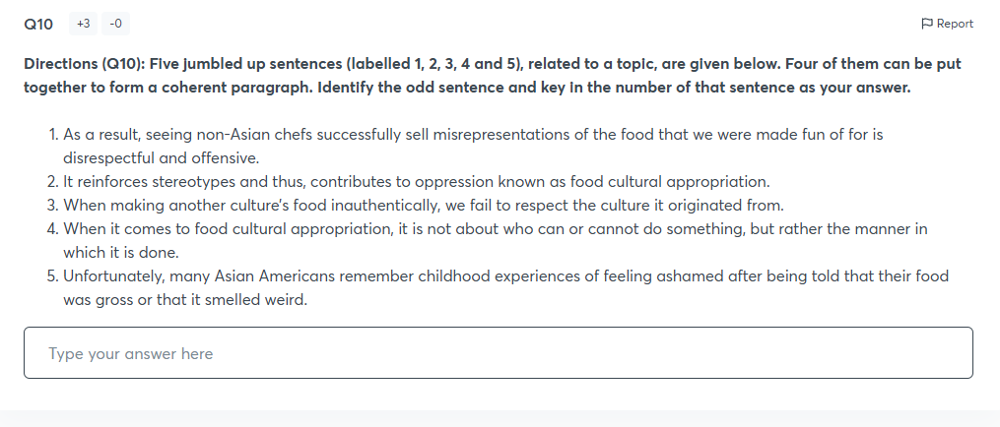 Q10 +3 -0 Report
Directions (Q10): Five jumbled up sentences (labelled 1, 2, 3, 4 and 5), related to a topic, are given below. Four of them can be put
together to form a coherent paragraph. Identify the odd sentence and key in the number of that sentence as your answer.
1. As a result, seeing non-Asian chefs successfully sell misrepresentations of the food that we were made fun of for is
disrespectful and offensive.
2. It reinforces stereotypes and thus, contributes to oppression known as food cultural appropriation.
3. When making another culture's food inauthentically, we fail to respect the culture it originated from.
4. When it comes to food cultural appropriation, it is not about who can or cannot do something, but rather the manner in
which it is done.
5. Unfortunately, many Asian Americans remember childhood experiences of feeling ashamed after being told that their food
was gross or that it smelled weird.
Type your answer here